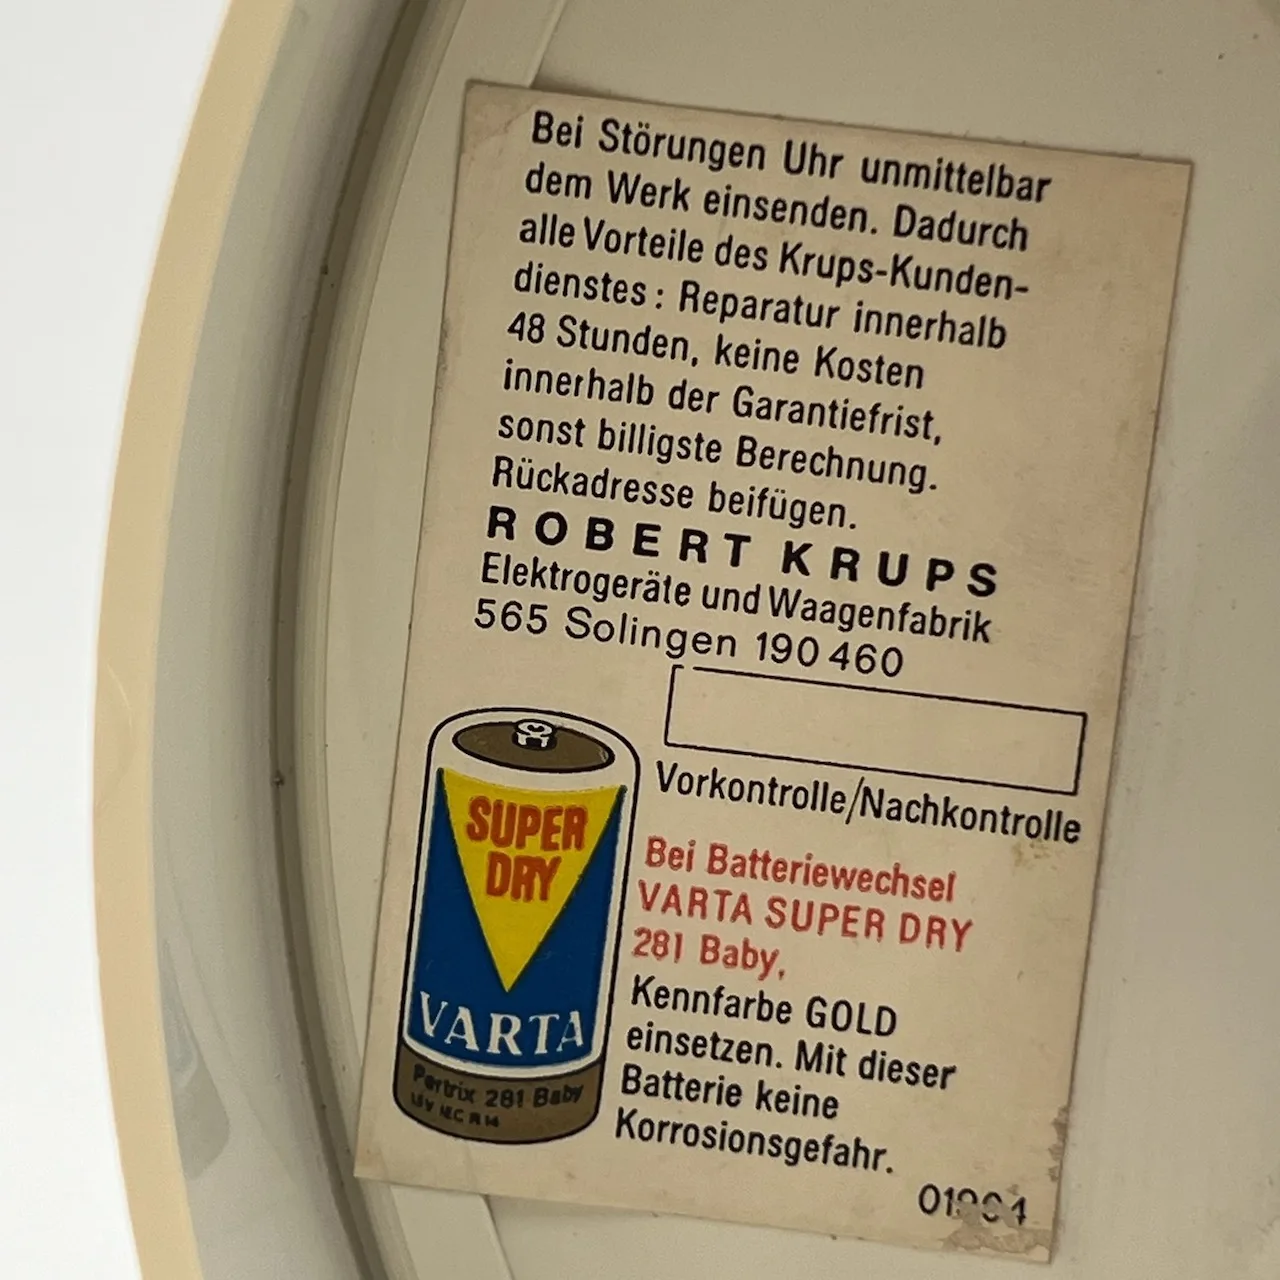 Bei Störungen Uhr unmittelbar
dem Werk einsenden. Dadurch
alle Vorteile des Krups-Kunden-
dienstes: Reparatur innerhalb
48 Stunden, keine Kosten
innerhalb der Garantiefrist,
sonst billigste Berechnung.
Rückadresse beifügen.
ROBERT KRUPS
Elektrogeräte und Waagenfabrik
565 Solingen 190 460
Vorkontrolle/Nachkontrolle
SUPER
DRY
VARTA
Pertrix 281 Baby
IEC R14
Bei Batteriewechsel
VARTA SUPER DRY
281 Baby,
Kennfarbe GOLD
einsetzen. Mit dieser
Batterie keine
Korrosionsgefahr.